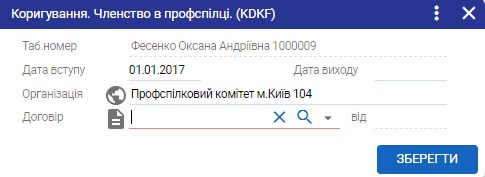 Коригування. Членство в профспілці. (KDKF)
Таб.номер Фесенко Оксана Андріївна 1000009
Дата вступу 01.01.2017 Дата виходу
Організація Профспілковий комітет м.Київ 104
Договір від
ЗБЕРЕГТИ